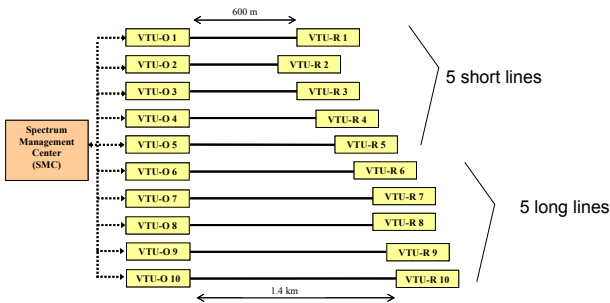 600 m
VTU-O 1
VTU-R 1
VTU-O 2
VTU-R 2
VTU-O 3
VTU-R 3
VTU-O 4
VTU-R 4
VTU-O 5
VTU-R 5
5 short lines
Spectrum
Management
Center
(SMC)
VTU-O 6
VTU-R 6
VTU-O 7
VTU-R 7
VTU-O 8
VTU-R 8
VTU-O 9
VTU-R 9
VTU-O 10
VTU-R 10
5 long lines
1.4 km